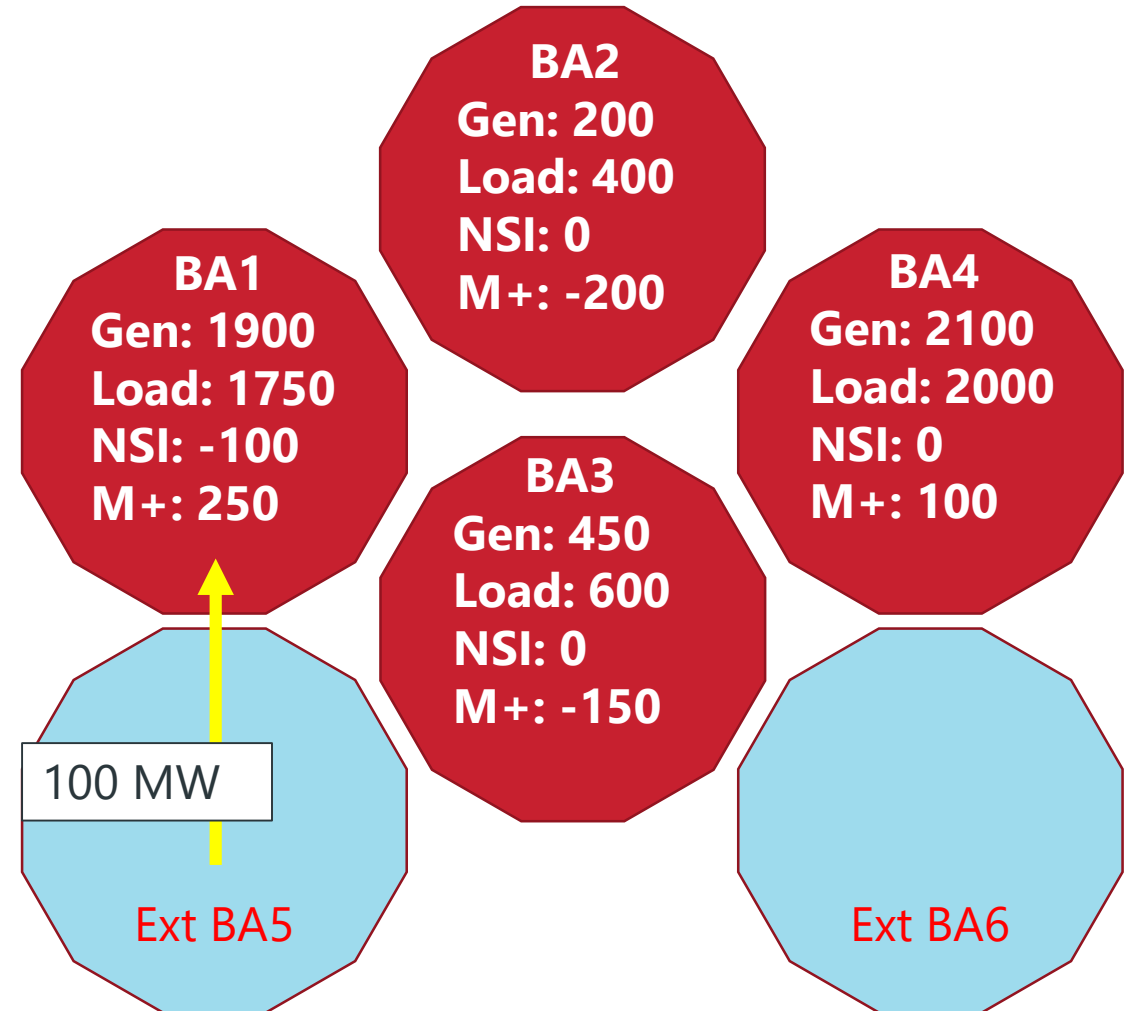 BA2
Gen: 200
Load: 400
NSI: 0
M+: -200
BA1
Gen: 1900
Load: 1750
NSI: -100
M+: 250
BA4
Gen: 2100
Load: 2000
NSI: 0
M+: 100
BA3
Gen: 450
Load: 600
NSI: 0
M+: -150
100 MW
Ext BA5
Ext BA6